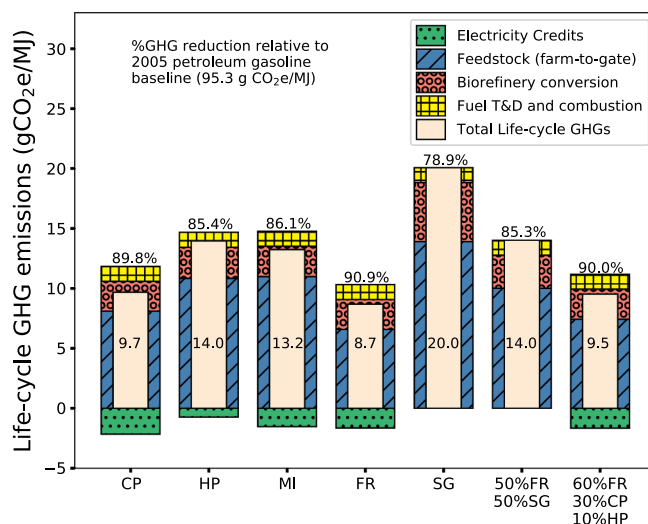 Life-cycle GHG emissions (gCO₂e/MJ)
30
25
20
15
10
5
0
−5
%GHG reduction relative to
2005 petroleum gasoline
baseline (95.3 g CO₂e/MJ)
Electricity Credits
Feedstock (farm-to-gate)
Biorefinery conversion
Fuel T&D and combustion
Total Life-cycle GHGs
89.8%
85.4%
86.1%
90.9%
78.9%
85.3%
90.0%
9.7
14.0
13.2
8.7
20.0
14.0
9.5
CP
HP
MI
FR
SG
50%FR
50%SG
60%FR
30%CP
10%HP